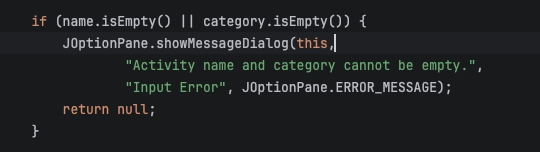 if (name.isEmpty() || category.isEmpty()) {
JOptionPane.showMessageDialog(this,
"Activity name and category cannot be empty.",
"Input Error", JOptionPane.ERROR_MESSAGE);
return null;
}